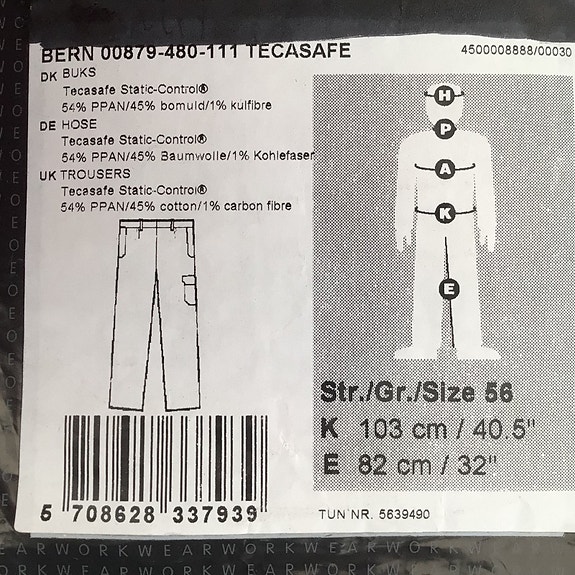 BERN 00879-480-111 TECASAFE
4500008888/00030
DK BUKS
Tecasafe Static-Control®
54% PPAN/45% bomuld/1% kulfibre
DE HOSE
Tecasafe Static-Control®
54% PPAN/45% Baumwolle/1% Kohlefaser
UK TROUSERS
Tecasafe Static-Control®
54% PPAN/45% cotton/1% carbon fibre
H
P
A
K
E
Str./Gr./Size 56
K 103 cm / 40.5"
E 82 cm / 32"
5 708628 337939
TUN NR. 5639490
WEARWORKWEARWORKWEARWORK